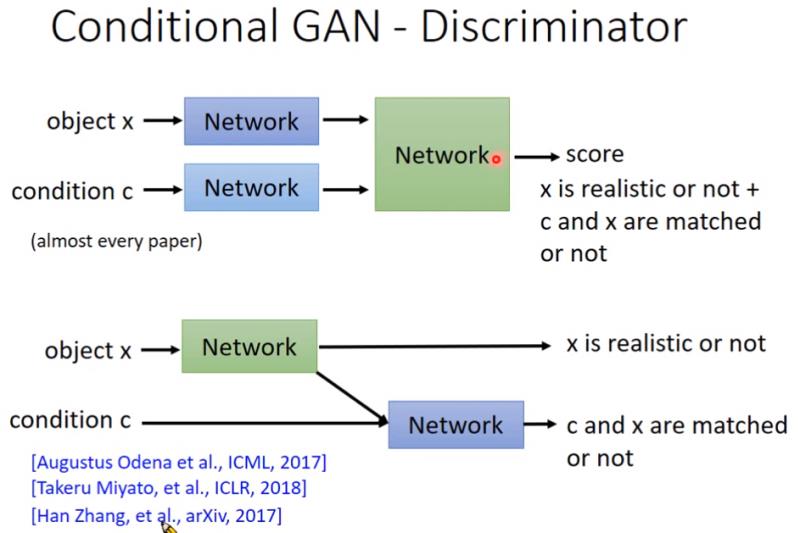 Conditional GAN - Discriminator
object x
Network
condition c
Network
(almost every paper)
Network
score
x is realistic or not +
c and x are matched
or not
object x
Network
x is realistic or not
condition c
Network
c and x are matched
or not
[Augustus Odena et al., ICML, 2017]
[Takeru Miyato, et al., ICLR, 2018]
[Han Zhang, et al., arXiv, 2017]